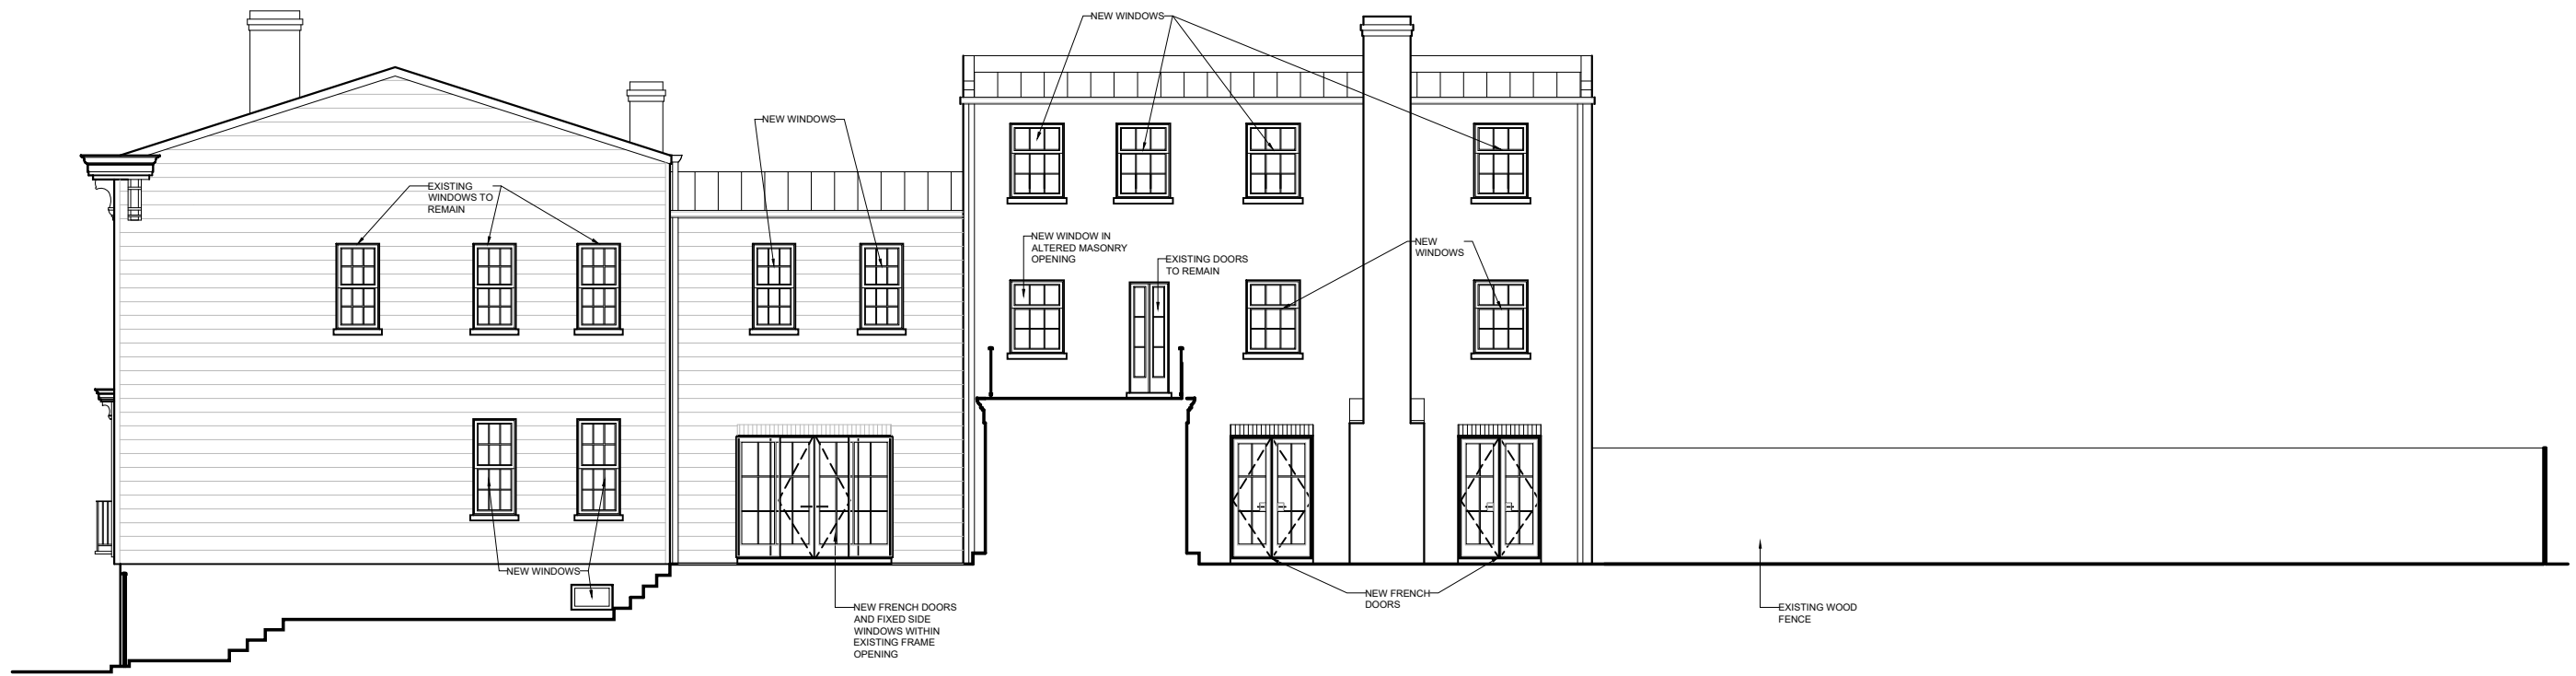 NEW WINDOWS
NEW WINDOWS
EXISTING
WINDOWS TO
REMAIN
NEW WINDOW IN
ALTERED MASONRY
OPENING
EXISTING DOORS
TO REMAIN
NEW
WINDOWS
NEW WINDOWS
NEW FRENCH DOORS
AND FIXED SIDE
WINDOWS WITHIN
EXISTING FRAME
OPENING
NEW FRENCH
DOORS
EXISTING WOOD
FENCE